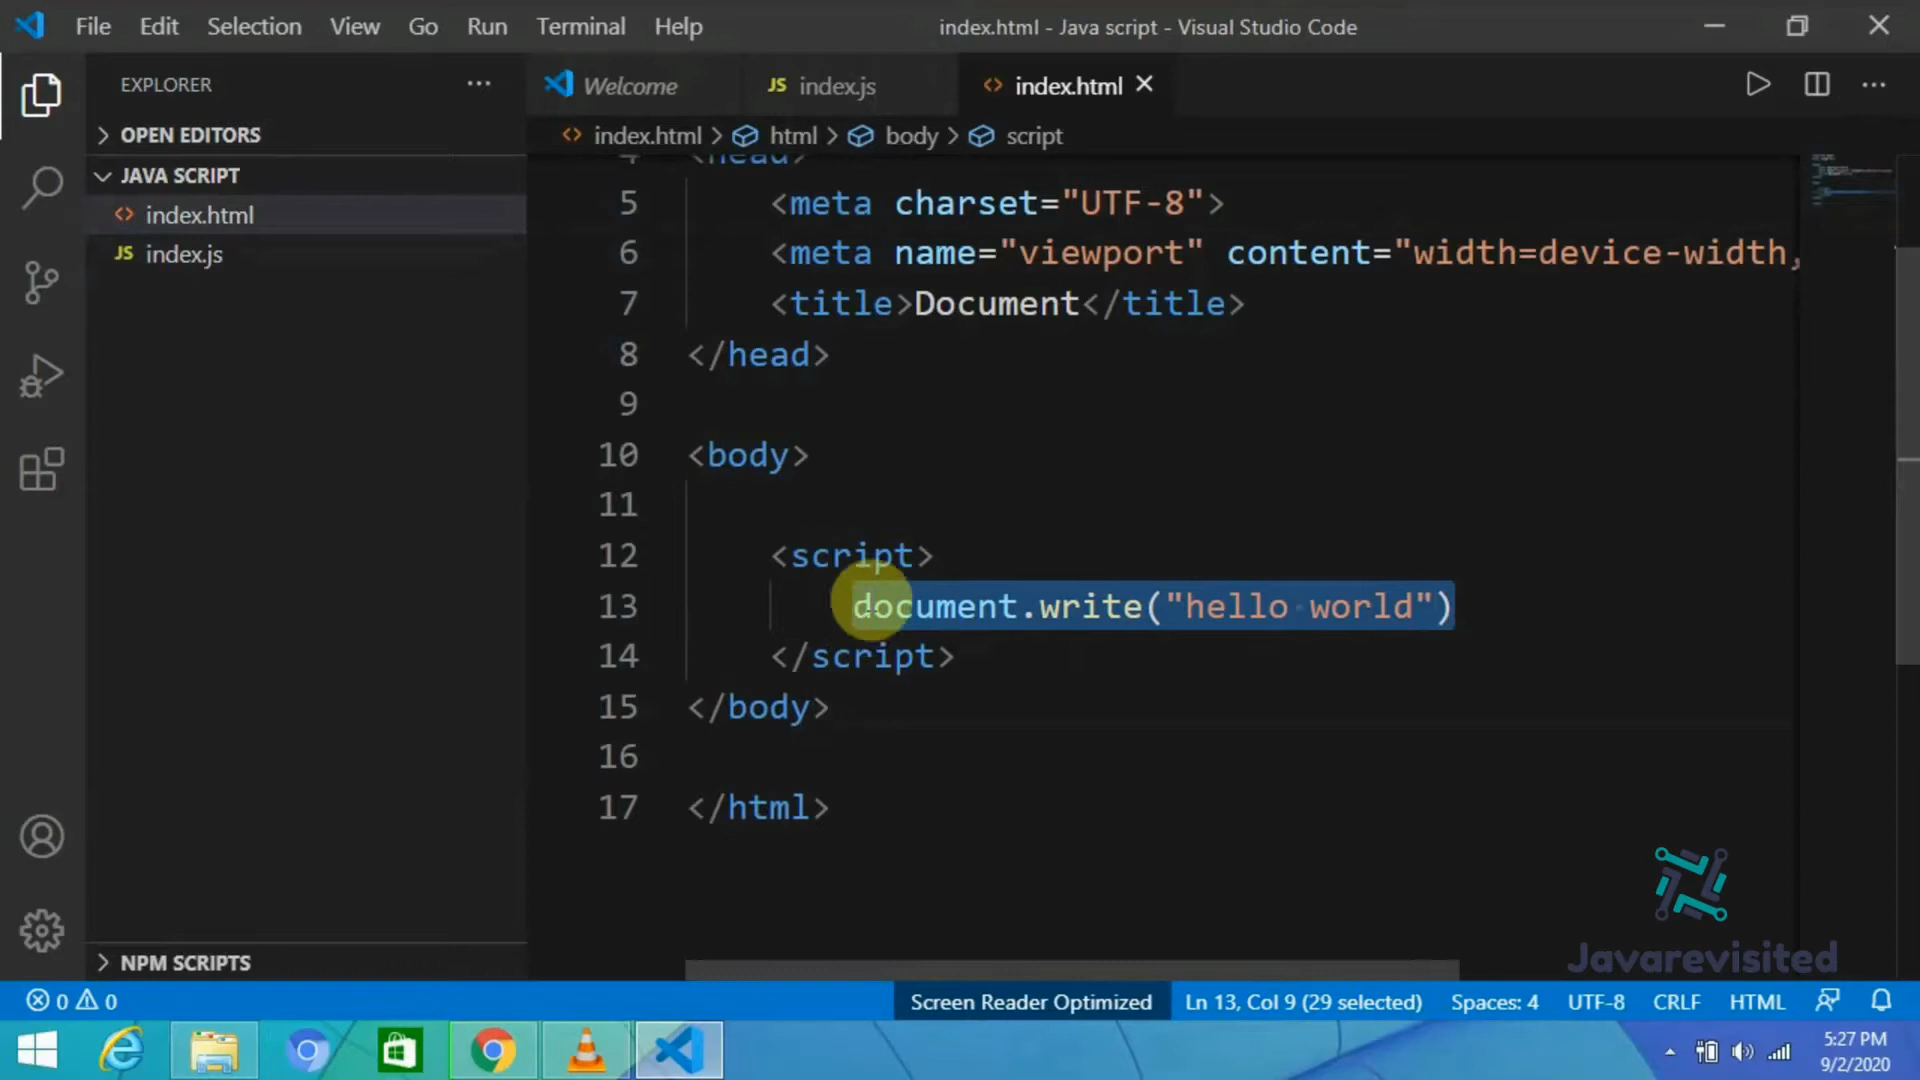 File Edit Selection View Go Run Terminal Help
index.html - Java script - Visual Studio Code
EXPLORER
Welcome
JS index.js
<> index.html
OPEN EDITORS
<> index.html > html > body > script
JAVA SCRIPT
<> index.html
JS index.js
4 <head>
5 <meta charset="UTF-8">
6 <meta name="viewport" content="width=device-width,
7 <title>Document</title>
8 </head>
9
10 <body>
11
12 <script>
13 document.write("hello world")
14 </script>
15 </body>
16
17 </html>
NPM SCRIPTS
Javarevisited
0 0
Screen Reader Optimized
Ln 13, Col 9 (29 selected)
Spaces: 4
UTF-8
CRLF
HTML
5:27 PM
9/2/2020